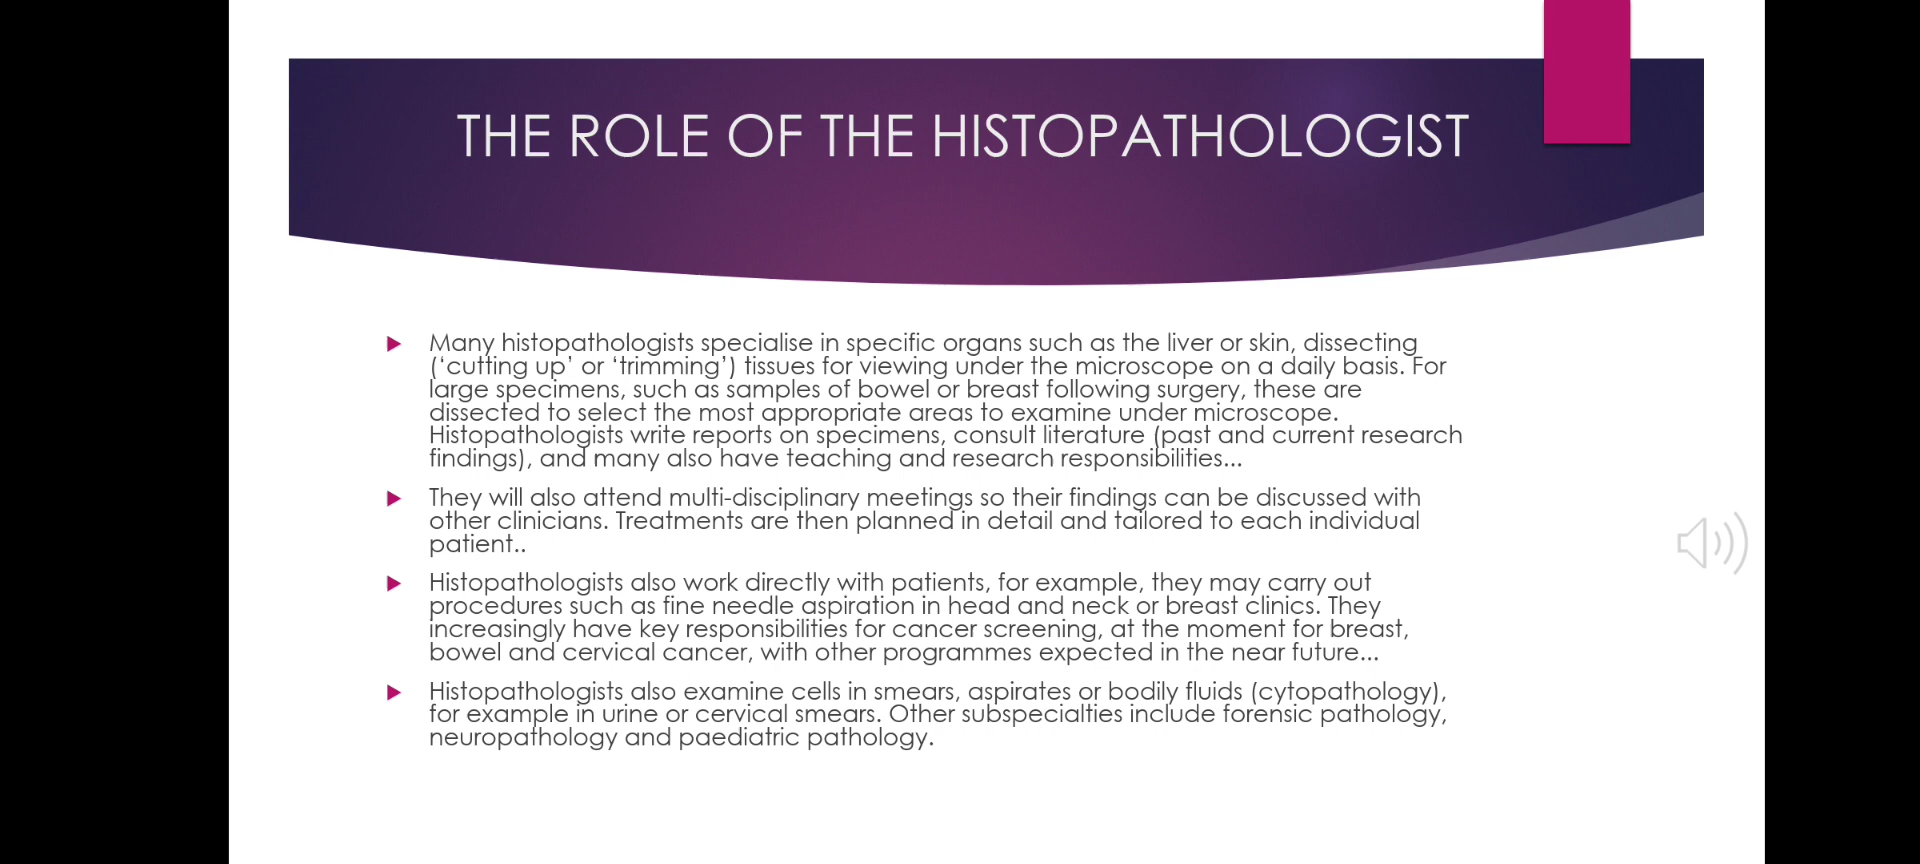 THE ROLE OF THE HISTOPATHOLOGIST
Many histopathologists specialise in specific organs such as the liver or skin, dissecting
(‘cutting up’ or ‘trimming’) tissues for viewing under the microscope on a daily basis. For
large specimens, such as samples of bowel or breast following surgery, these are
dissected to select the most appropriate areas to examine under microscope.
Histopathologists write reports on specimens, consult literature (past and current research
findings), and many also have teaching and research responsibilities...
They will also attend multi-disciplinary meetings so their findings can be discussed with
other clinicians. Treatments are then planned in detail and tailored to each individual
patient..
Histopathologists also work directly with patients, for example, they may carry out
procedures such as fine needle aspiration in head and neck or breast clinics. They
increasingly have key responsibilities for cancer screening, at the moment for breast,
bowel and cervical cancer, with other programmes expected in the near future...
Histopathologists also examine cells in smears, aspirates or bodily fluids (cytopathology),
for example in urine or cervical smears. Other subspecialties include forensic pathology,
neuropathology and paediatric pathology.